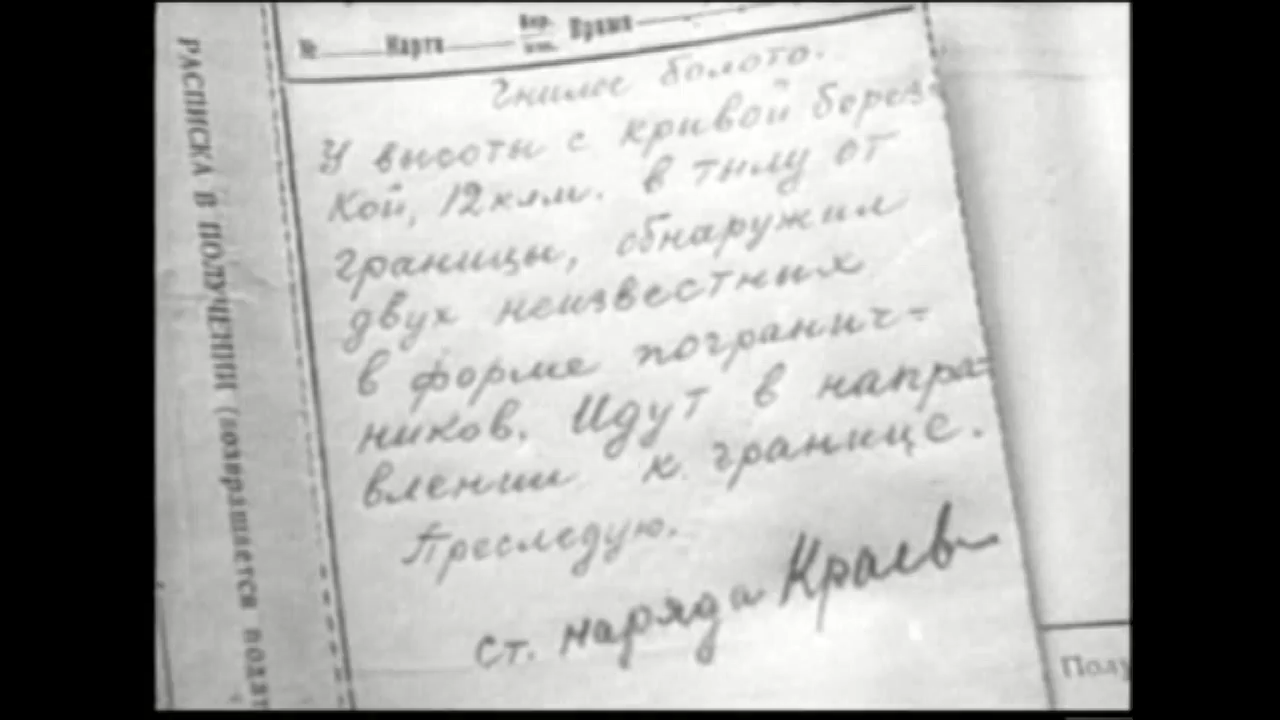 № Карта Время
Гнилое болото.
У высоты с кривой берез-
кой, 12 клм. в тылу от
границы, обнаружил
двух неизвестных
в форме погранич-
ников. Идут в напра-
влении к границе.
Преследую.
ст. наряда Краев
РАСПИСКА В ПОЛУЧЕНИИ (возвращается подат
Полу